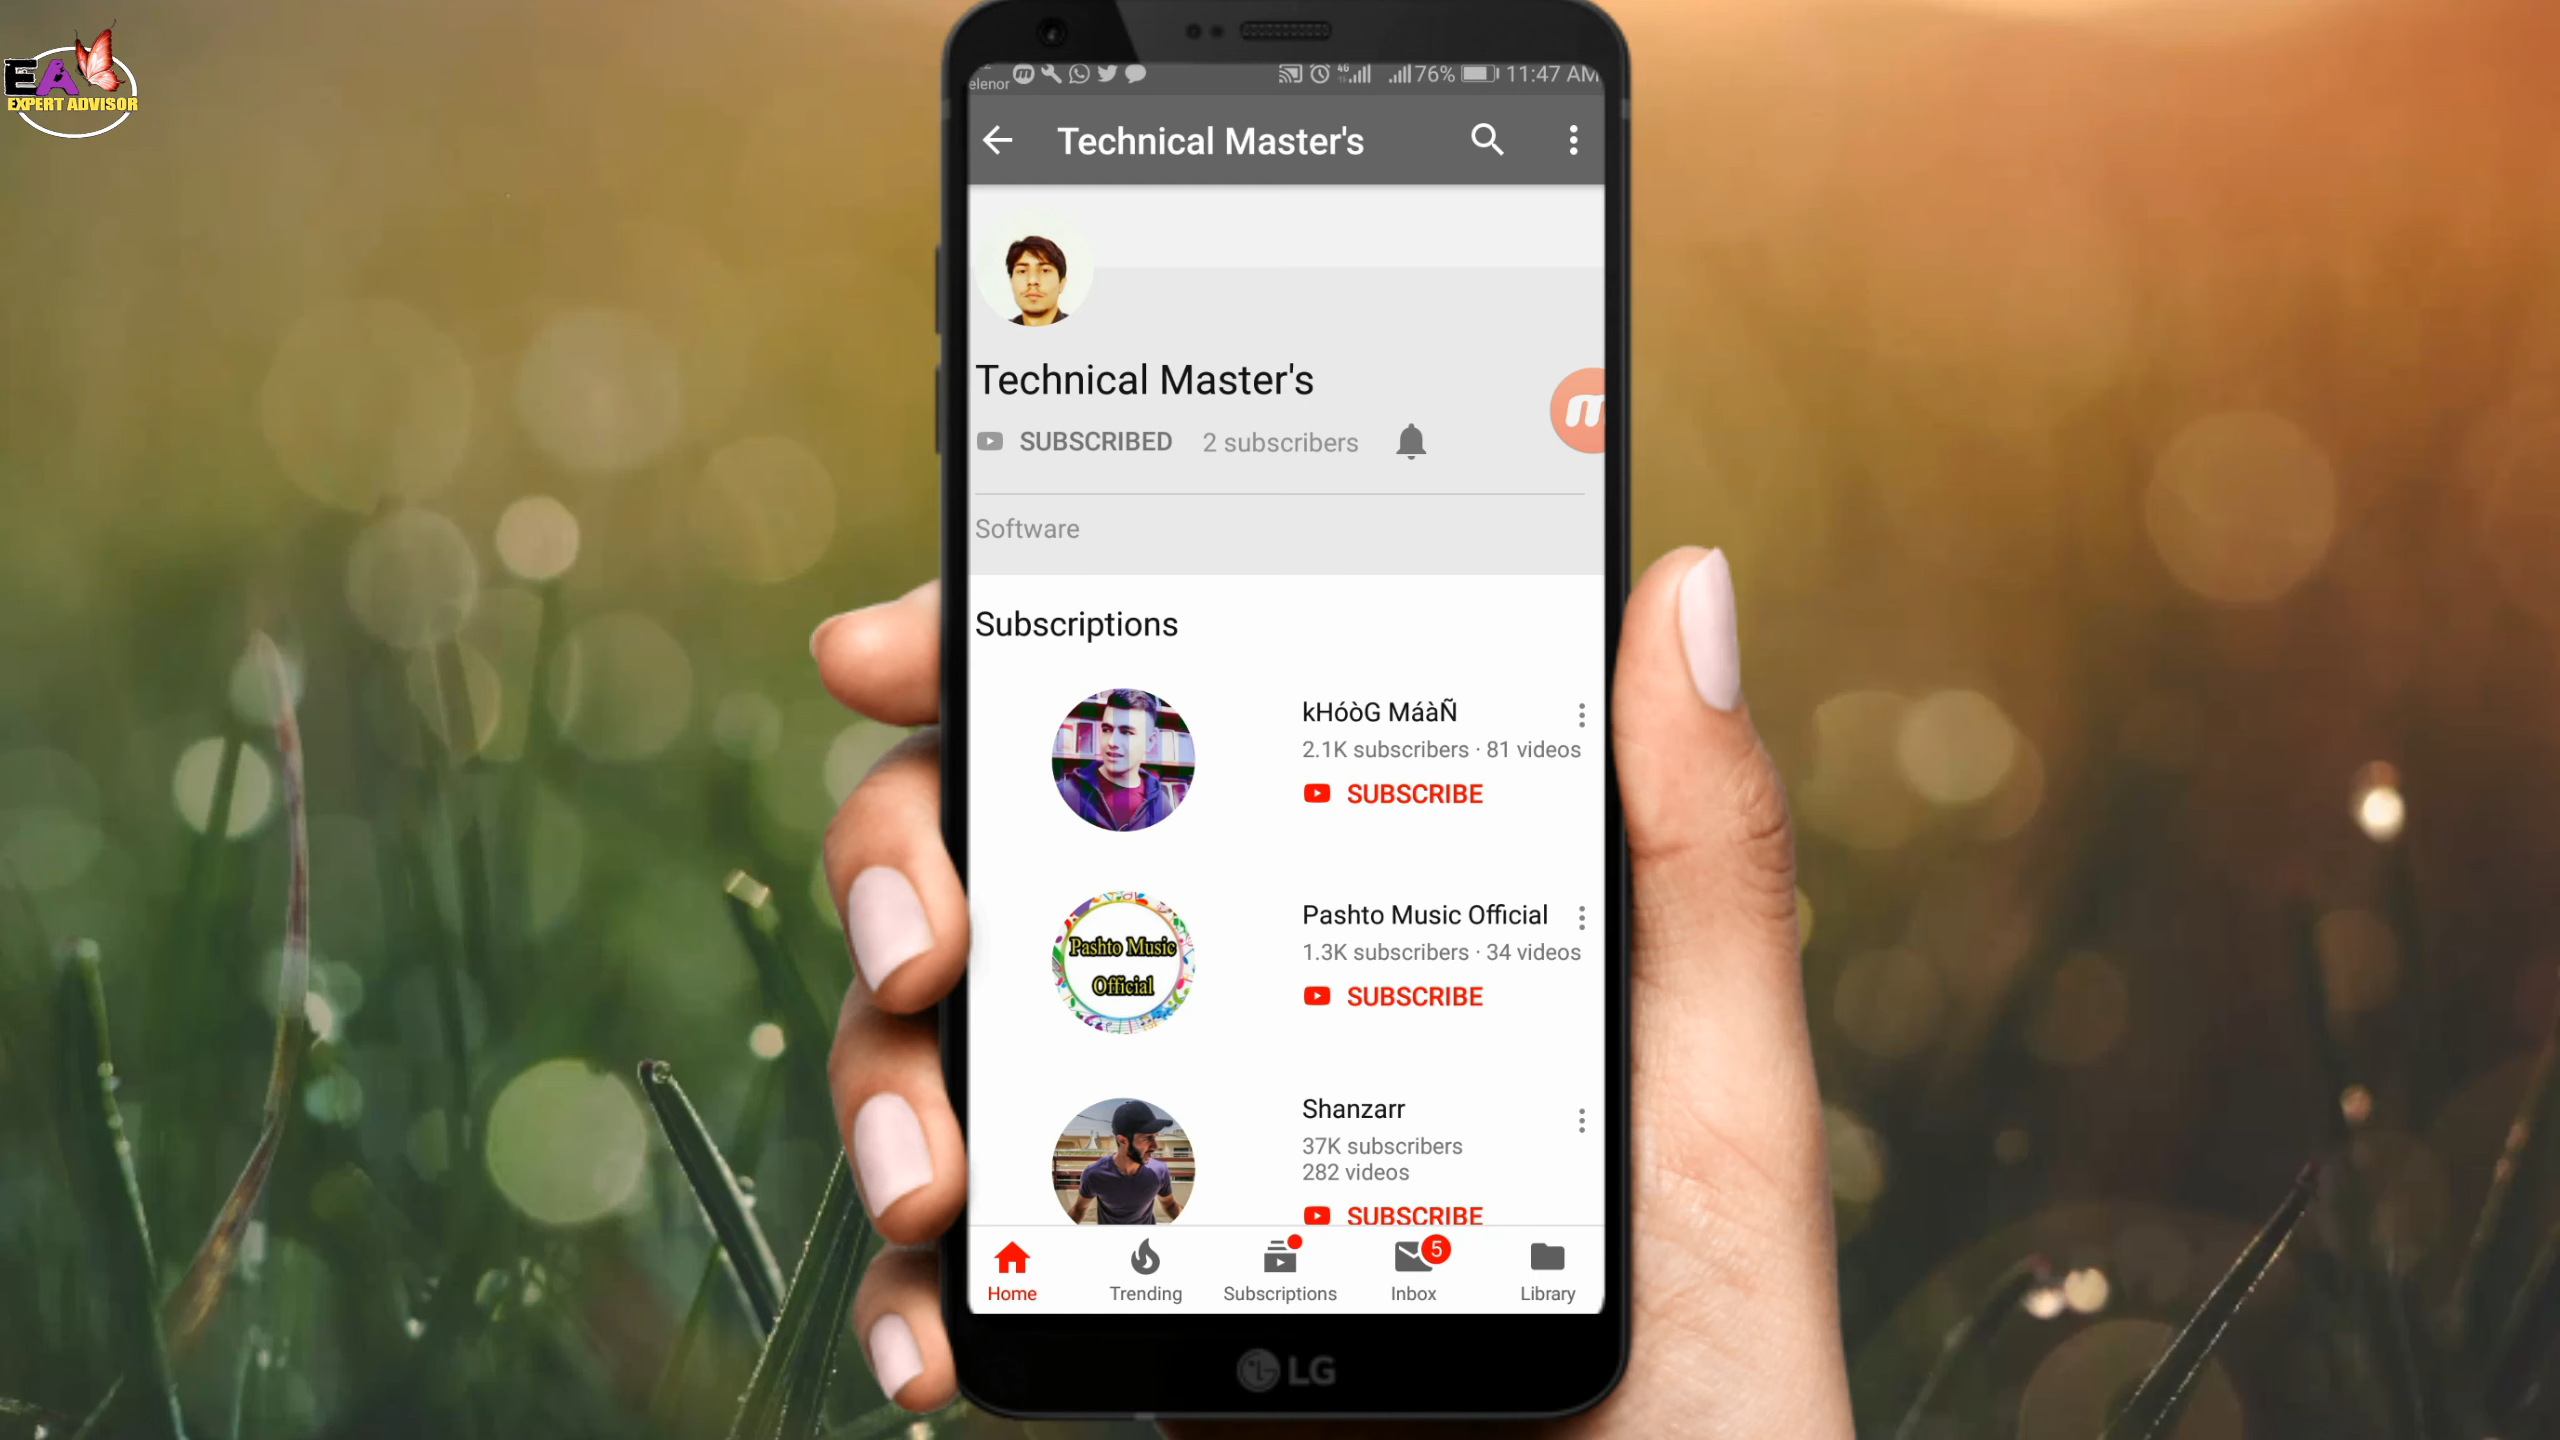 EA
EXPERT ADVISOR
elenor
4G
76%
11:47 AM
Technical Master's
Technical Master's
SUBSCRIBED 2 subscribers
Software
Subscriptions
kHóòG MáàÑ
2.1K subscribers · 81 videos
SUBSCRIBE
Pashto Music
Official
Pashto Music Official
1.3K subscribers · 34 videos
SUBSCRIBE
Shanzarr
37K subscribers
282 videos
SUBSCRIBE
5
Home
Trending
Subscriptions
Inbox
Library
LG